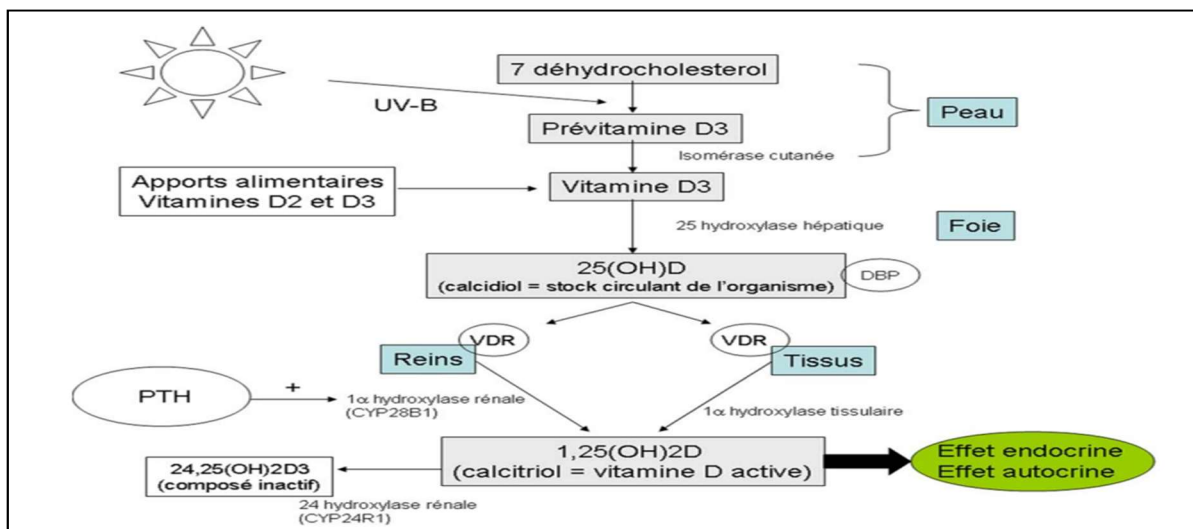 7 déhydrocholesterol
UV-B
Peau
Prévitamine D3
Isomérase cutanée
Apports alimentaires
Vitamines D2 et D3
Vitamine D3
25 hydroxylase hépatique
Foie
25(OH)D
(calcidiol = stock circulant de l'organisme)
DBP
VDR
VDR
Reins
Tissus
PTH
+
1α hydroxylase rénale
(CYP28B1)
1α hydroxylase tissulaire
1,25(OH)2D
(calcitriol = vitamine D active)
Effet endocrine
Effet autocrine
24,25(OH)2D3
(composé inactif)
24 hydroxylase rénale
(CYP24R1)